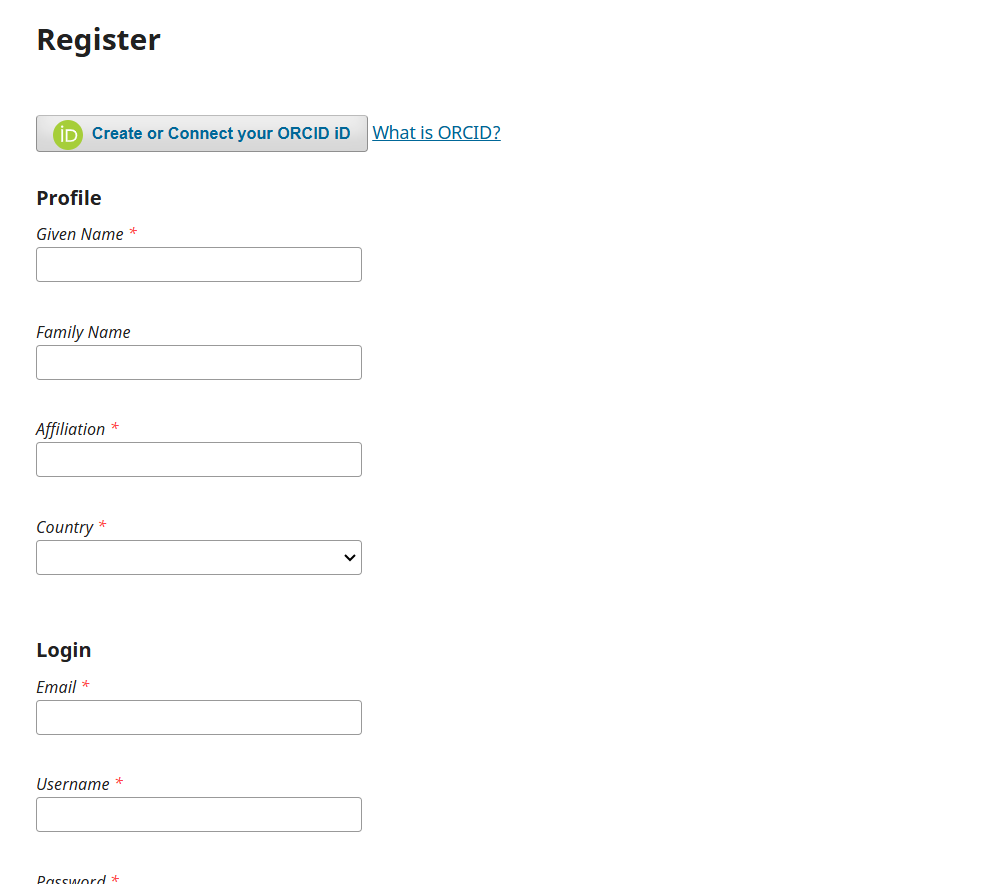 Register
iD Create or Connect your ORCID iD What is ORCID?
Profile
Given Name *
Family Name
Affiliation *
Country *
Login
Email *
Username *
Password *